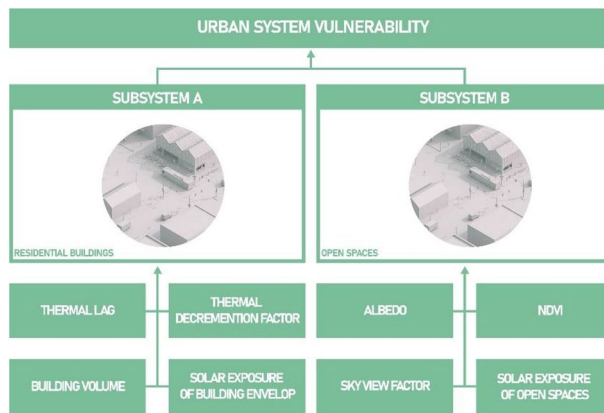 URBAN SYSTEM VULNERABILITY
SUBSYSTEM A
SUBSYSTEM B
RESIDENTIAL BUILDINGS
OPEN SPACES
THERMAL LAG
THERMAL
DECREMENTION FACTOR
ALBEDO
NDVI
BUILDING VOLUME
SOLAR EXPOSURE
OF BUILDING ENVELOP
SKY VIEW FACTOR
SOLAR EXPOSURE
OF OPEN SPACES